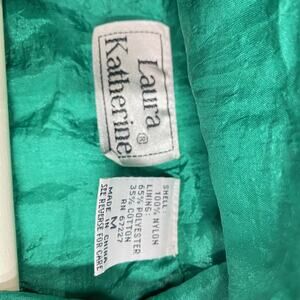 Laura
Katherine®
SHELL:
100% NYLON
LINING:
65% POLYESTER
35% COTTON
RN 67227
M
MADE IN CHINA
SEE REVERSE FOR CARE